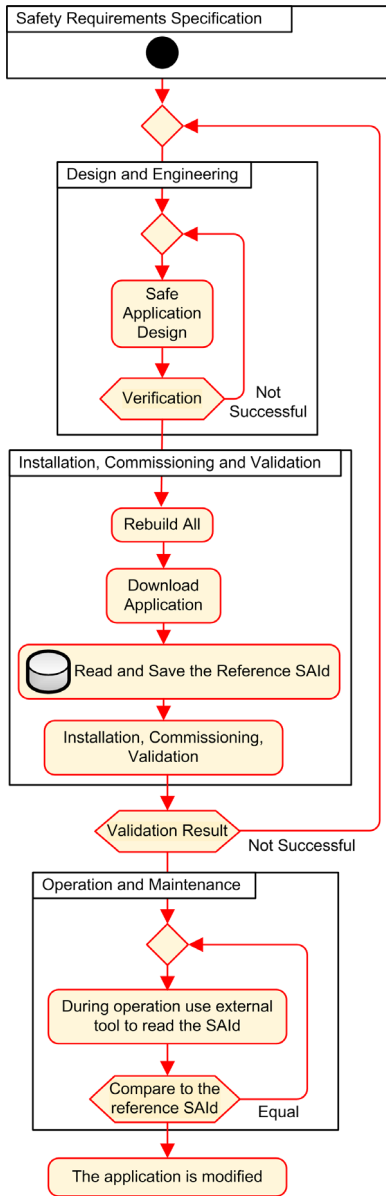 Safety Requirements Specification
Design and Engineering
Safe
Application
Design
Verification
Not
Successful
Installation, Commissioning and Validation
Rebuild All
Download
Application
Read and Save the Reference SAId
Installation, Commissioning,
Validation
Validation Result
Not Successful
Operation and Maintenance
During operation use external
tool to read the SAId
Compare to the
reference SAId
Equal
The application is modified